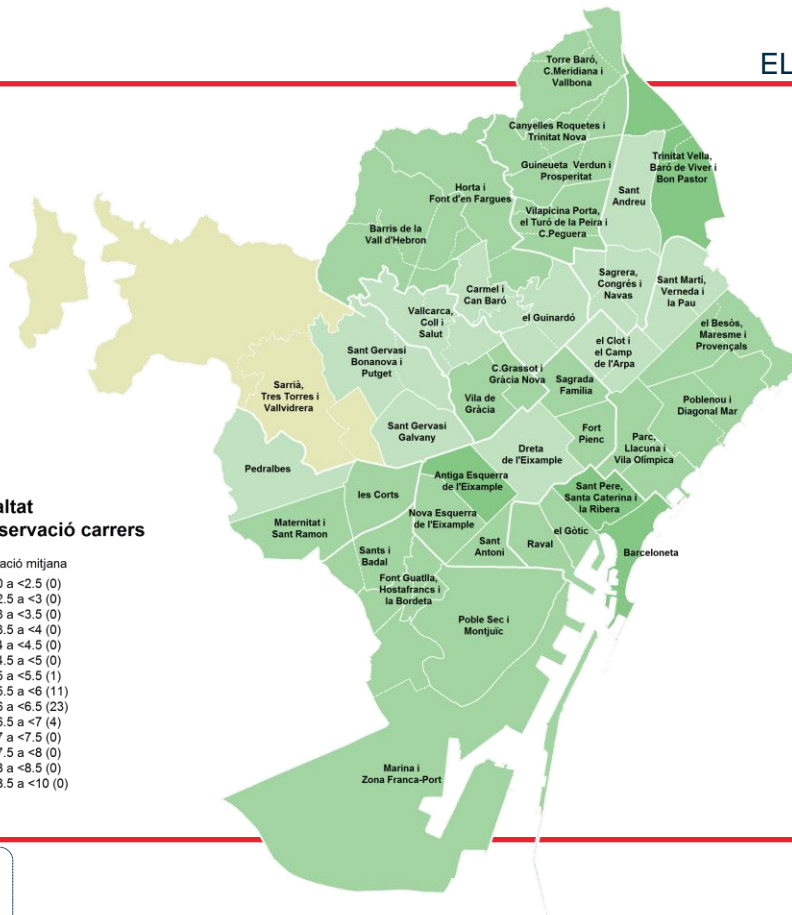 EL
Torre Baró,
C.Meridiana i
Vallbona
Canyelles Roquetes i
Trinitat Nova
Guineueta Verdun i
Prosperitat
Trinitat Vella,
Baró de Viver i
Bon Pastor
Sant
Andreu
Horta i
Font d'en Fargues
Vilapicina Porta,
el Turó de la Peira i
C.Peguera
Barris de la
Vall d'Hebron
Sagrera,
Congrés i
Navas
Sant Martí,
Verneda i
la Pau
Carmel i
Can Baró
Vallcarca,
Coll i
Salut
el Guinardó
el Besòs,
Maresme i
Provençals
el Clot i
el Camp
de l'Arpa
Sant Gervasi
Bonanova i
Putget
C.Grassot i
Gràcia Nova
Sagrada
Família
Sarrià,
Tres Torres i
Vallvidrera
Vila de
Gràcia
Poblenou i
Diagonal Mar
Sant Gervasi
Galvany
Fort
Pienc
Parc,
Llacuna i
Vila Olímpica
Dreta
de l'Eixample
Pedralbes
Antiga Esquerra
de l'Eixample
Sant Pere,
Santa Caterina i
la Ribera
les Corts
Nova Esquerra
de l'Eixample
Maternitat i
Sant Ramon
el Gòtic
Sant
Antoni
Raval
Barceloneta
Sants i
Badal
Font Guatlla,
Hostafrancs i
la Bordeta
Poble Sec i
Montjuïc
Marina i
Zona Franca-Port
altat
servació carrers
ació mitjana
0 a <2.5 (0)
2.5 a <3 (0)
3 a <3.5 (0)
3.5 a <4 (0)
4 a <4.5 (0)
4.5 a <5 (0)
5 a <5.5 (1)
5.5 a <6 (11)
6 a <6.5 (23)
6.5 a <7 (4)
7 a <7.5 (0)
7.5 a <8 (0)
8 a <8.5 (0)
8.5 a <10 (0)